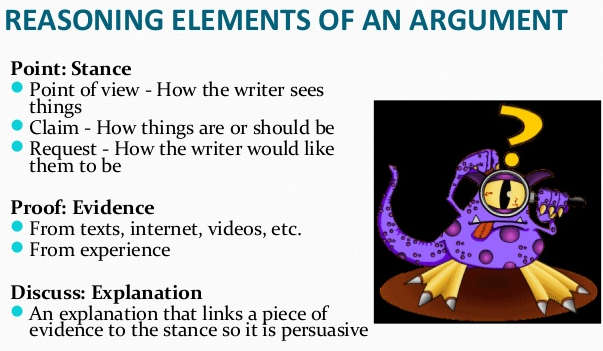 REASONING ELEMENTS OF AN ARGUMENT
Point: Stance
Point of view - How the writer sees
things
Claim - How things are or should be
Request - How the writer would like
them to be
Proof: Evidence
From texts, internet, videos, etc.
From experience
Discuss: Explanation
An explanation that links a piece of
evidence to the stance so it is persuasive
?